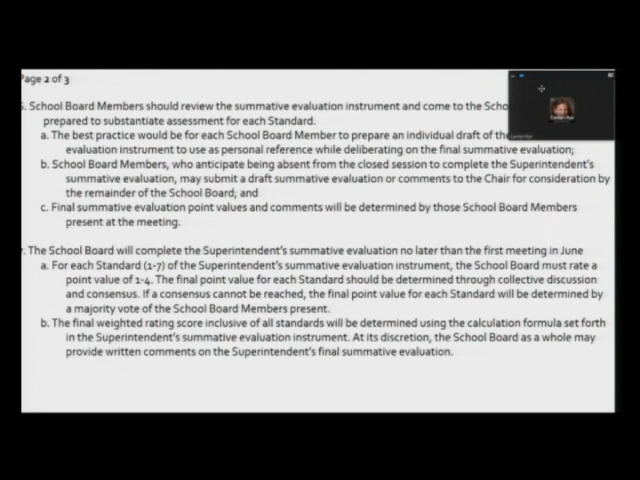 Page 2 of 3
6. School Board Members should review the summative evaluation instrument and come to the Scho
prepared to substantiate assessment for each Standard.
a. The best practice would be for each School Board Member to prepare an individual draft of the
evaluation instrument to use as personal reference while deliberating on the final summative evaluation;
b. School Board Members, who anticipate being absent from the closed session to complete the Superintendent's
summative evaluation, may submit a draft summative evaluation or comments to the Chair for consideration by
the remainder of the School Board; and
c. Final summative evaluation point values and comments will be determined by those School Board Members
present at the meeting.
. The School Board will complete the Superintendent's summative evaluation no later than the first meeting in June
a. For each Standard (1-7) of the Superintendent's summative evaluation instrument, the School Board must rate a
point value of 1-4. The final point value for each Standard should be determined through collective discussion
and consensus. If a consensus cannot be reached, the final point value for each Standard will be determined by
a majority vote of the School Board Members present.
b. The final weighted rating score inclusive of all standards will be determined using the calculation formula set forth
in the Superintendent's summative evaluation instrument. At its discretion, the School Board as a whole may
provide written comments on the Superintendent's final summative evaluation.